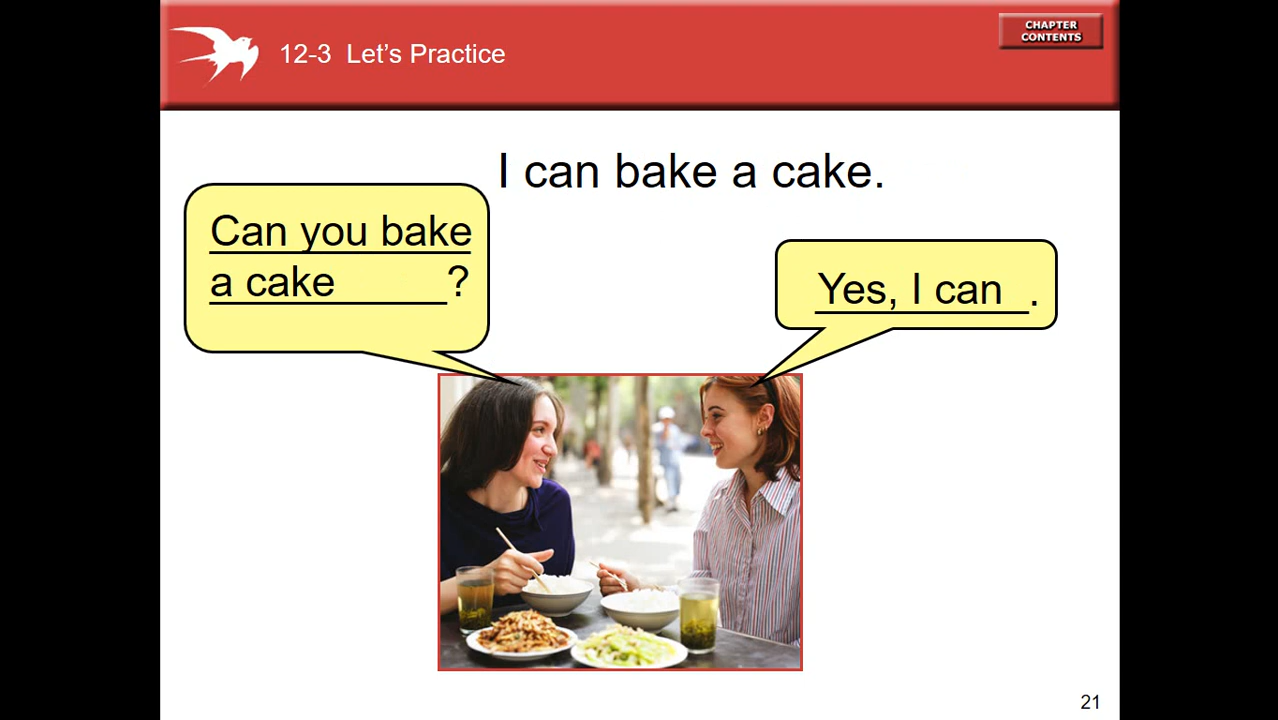 12-3 Let's Practice
CHAPTER
CONTENTS
I can bake a cake.
Can you bake
a cake ?
Yes, I can .
21